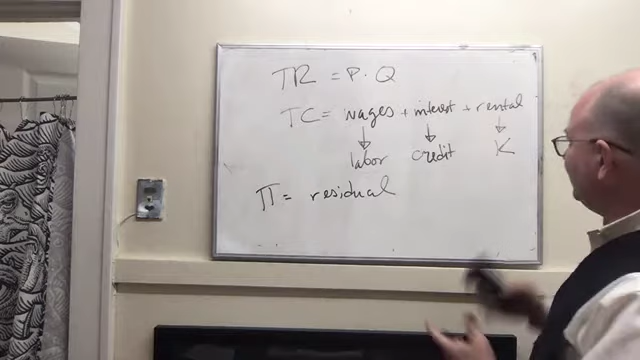 TR = P · Q
TC = wages + interest + rental
labor credit K
π = residual